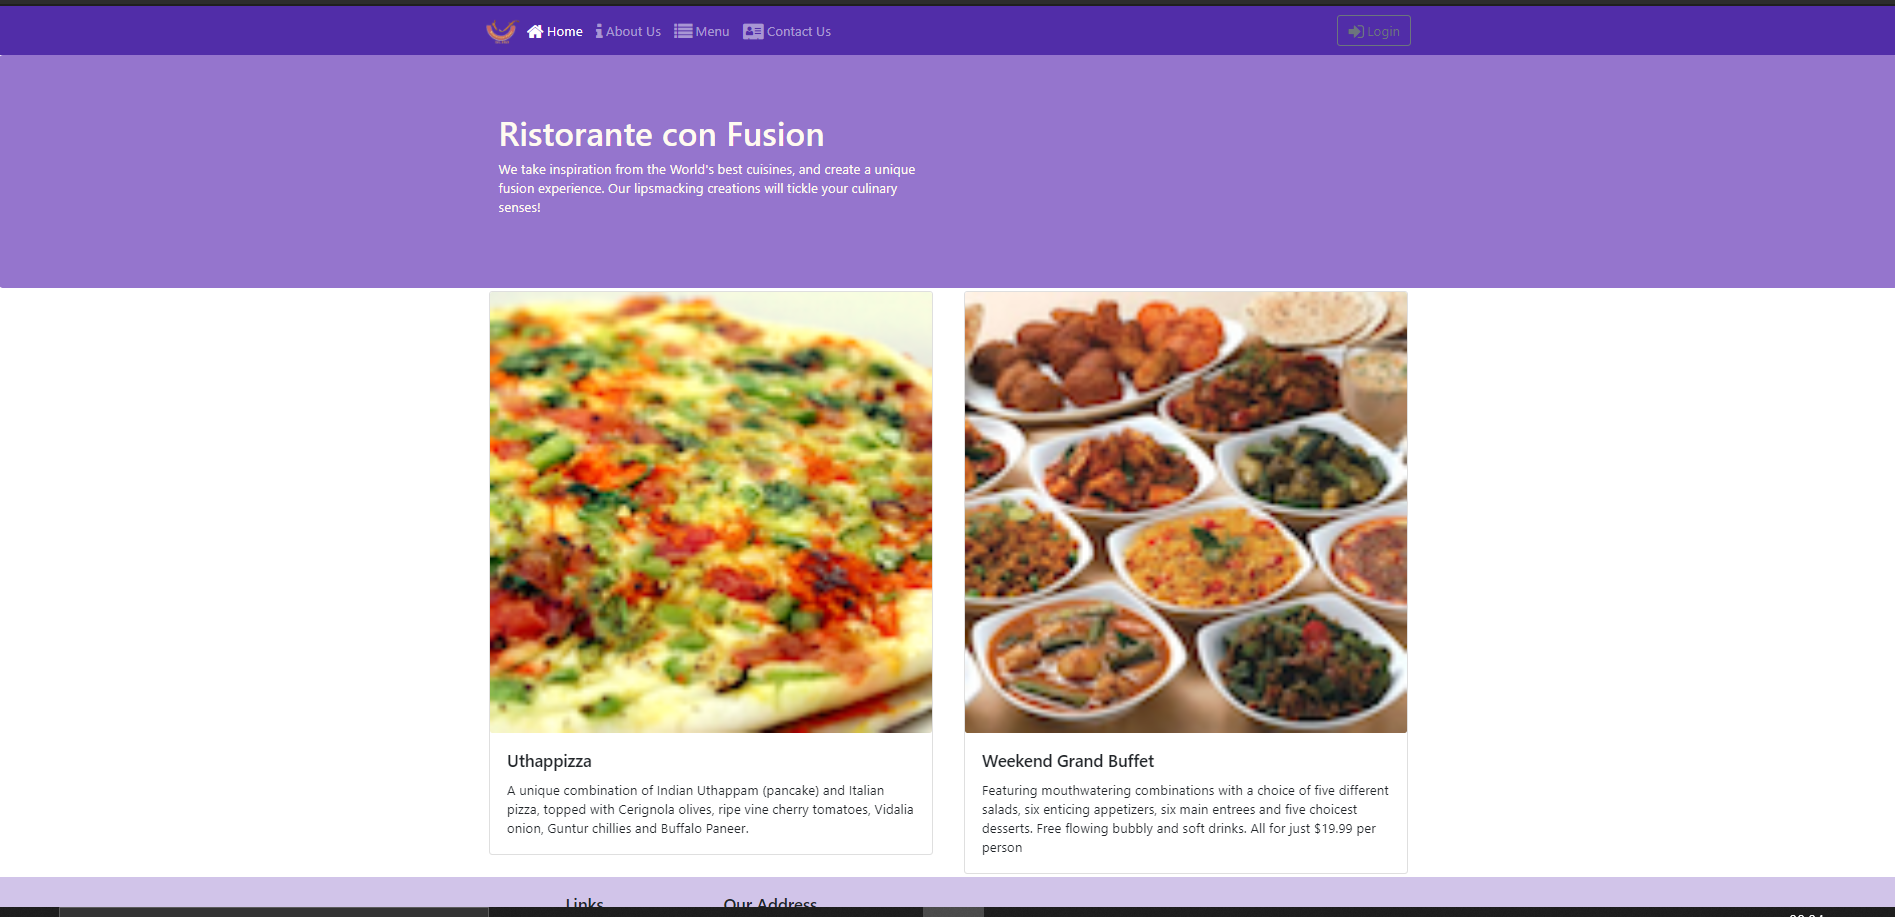 Home About Us Menu Contact Us Login
Ristorante con Fusion
We take inspiration from the World's best cuisines, and create a unique
fusion experience. Our lipsmacking creations will tickle your culinary
senses!
Uthappizza
A unique combination of Indian Uthappam (pancake) and Italian
pizza, topped with Cerignola olives, ripe vine cherry tomatoes, Vidalia
onion, Guntur chillies and Buffalo Paneer.
Weekend Grand Buffet
Featuring mouthwatering combinations with a choice of five different
salads, six enticing appetizers, six main entrees and five choicest
desserts. Free flowing bubbly and soft drinks. All for just $19.99 per
person
Links
Our Address